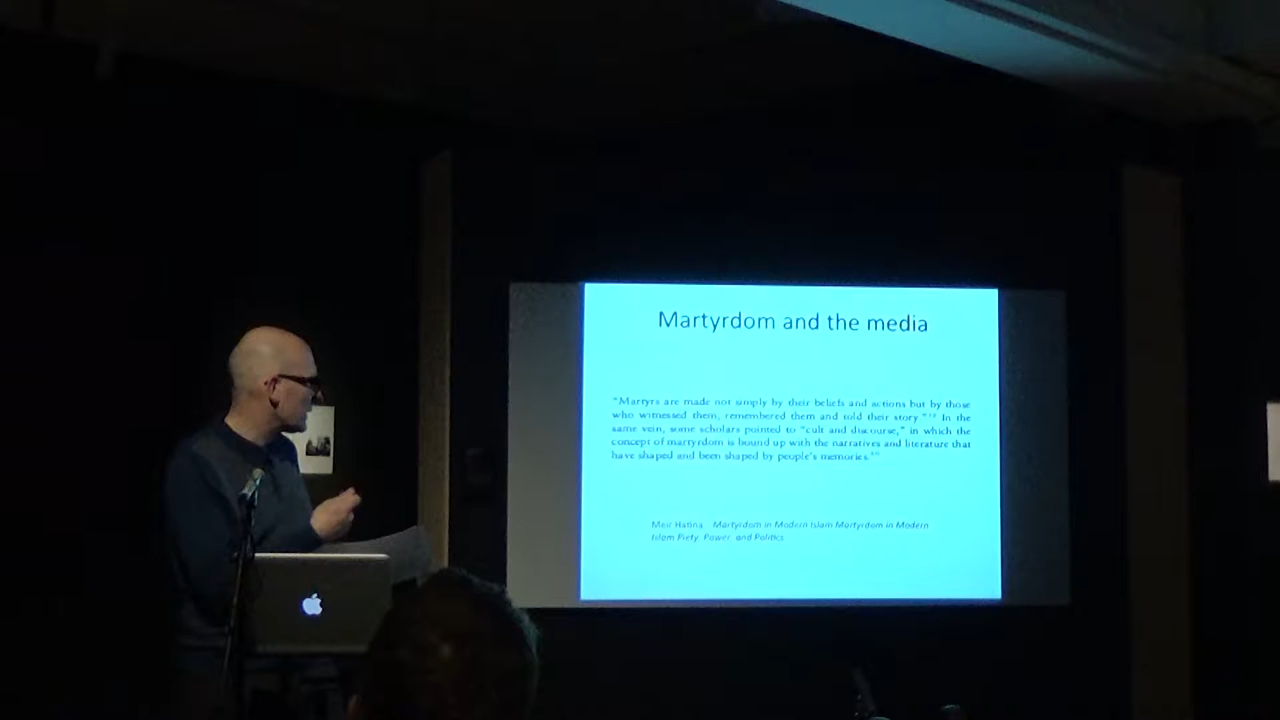 Martyrdom and the media
"Martyrs are made not simply by their beliefs and actions but by those
who witnessed them, remembered them and told their story." In the
same vein, some scholars pointed to "cult and discourse," in which the
concept of martyrdom is bound up with the narratives and literature that
have shaped and been shaped by people's memories."
Meir Hatina Martyrdom in Modern Islam Martyrdom in Modern
Islam Piety, Power, and Politics